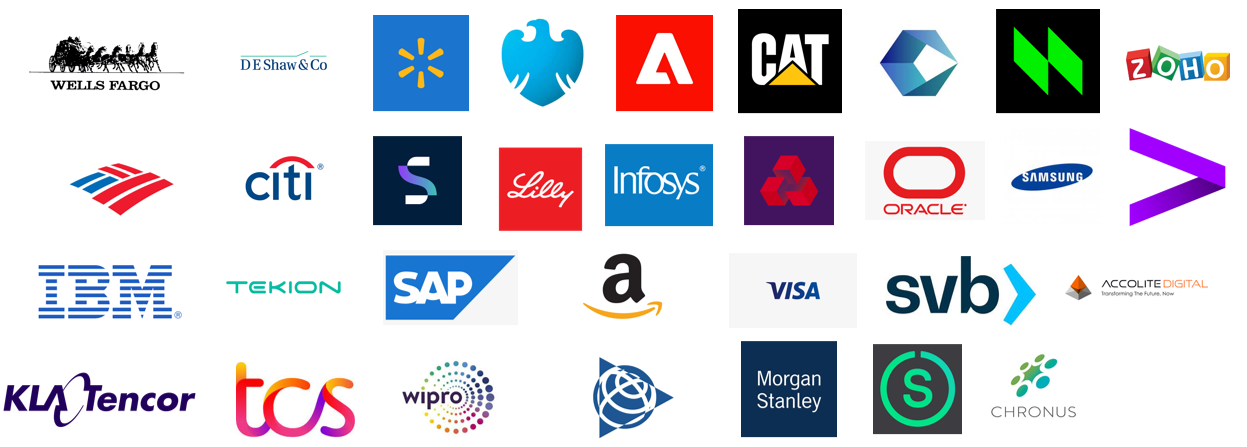 WELLS FARGO
D E Shaw & Co
CAT
ZOHO
citi®
S
Lilly
Infosys®
ORACLE®
SAMSUNG
IBM®
TEKION
SAP
a
VISA
svb
ACCOLITE DIGITAL
Transforming The Future, Now
KLA Tencor
tcs
wipro
Morgan
Stanley
S
CHRONUS